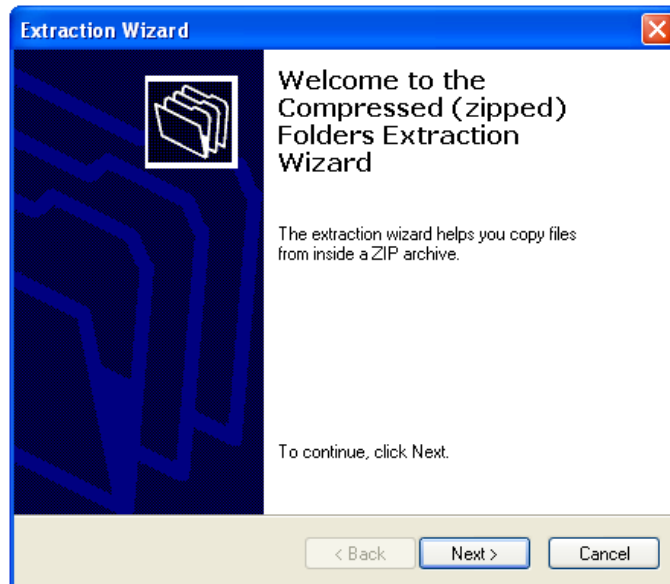 Extraction Wizard
Welcome to the
Compressed (zipped)
Folders Extraction
Wizard
The extraction wizard helps you copy files
from inside a ZIP archive.
To continue, click Next.
< Back
Next >
Cancel